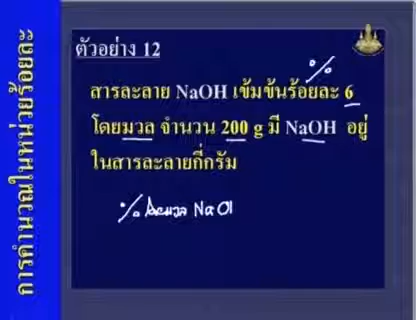 การคำนวณในหน่วยร้อยละ
ตัวอย่าง 12
%
สารละลาย NaOH เข้มข้นร้อยละ 6
โดยมวล จำนวน 200 g มี NaOH อยู่
ในสารละลายกี่กรัม
% โดยมวล NaOl